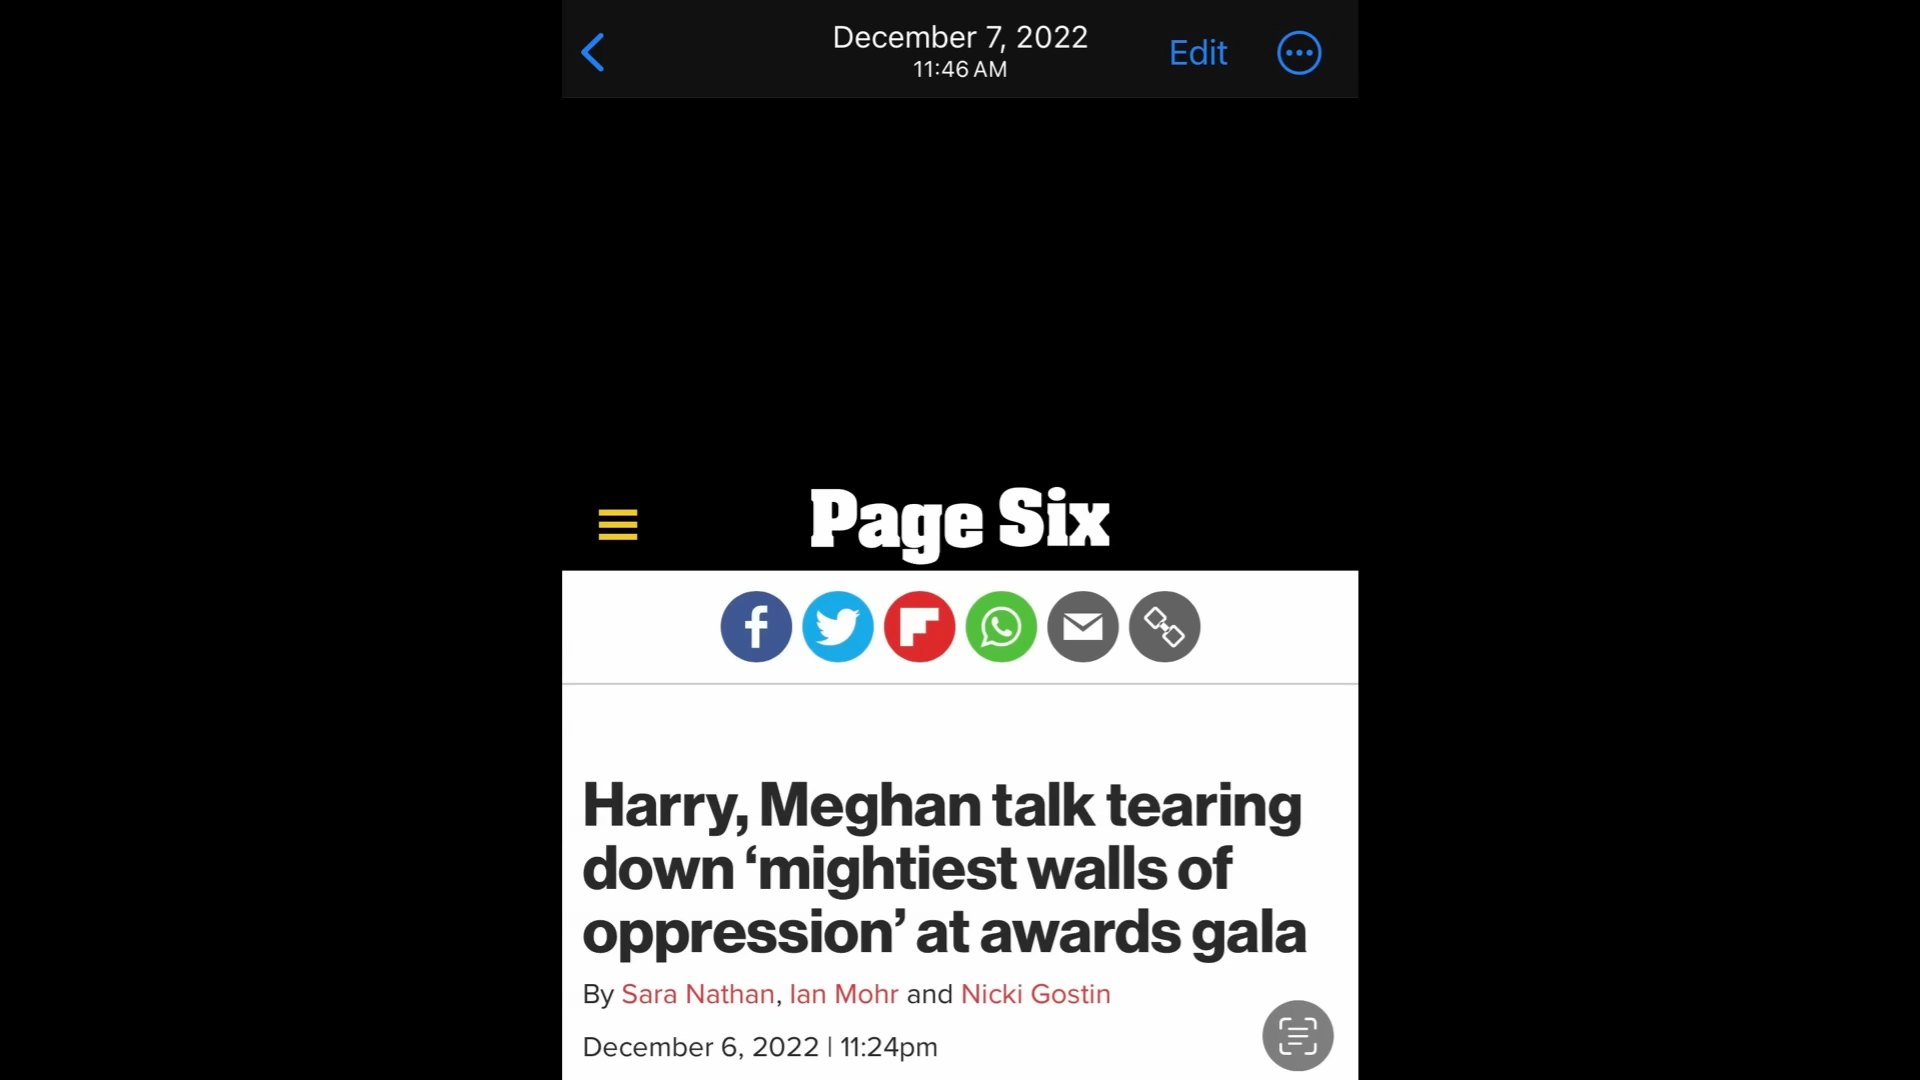 December 7, 2022
11:46 AM
Edit
Page Six
Harry, Meghan talk tearing
down ‘mightiest walls of
oppression’ at awards gala
By Sara Nathan, Ian Mohr and Nicki Gostin
December 6, 2022 | 11:24pm